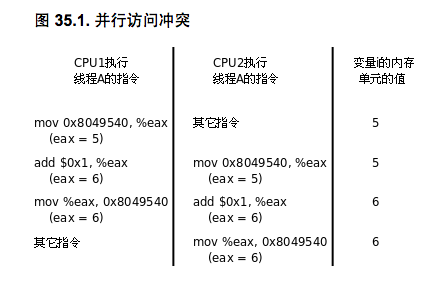 图 35.1. 并行访问冲突
CPU1执行 CPU2执行 变量i的内存
线程A的指令 线程A的指令 单元的值
mov 0x8049540, %eax 其它指令 5
(eax = 5)
add $0x1, %eax mov 0x8049540, %eax 5
(eax = 6) (eax = 5)
mov %eax, 0x8049540 add $0x1, %eax 6
(eax = 6) (eax = 6)
其它指令 mov %eax, 0x8049540 6
(eax = 6)